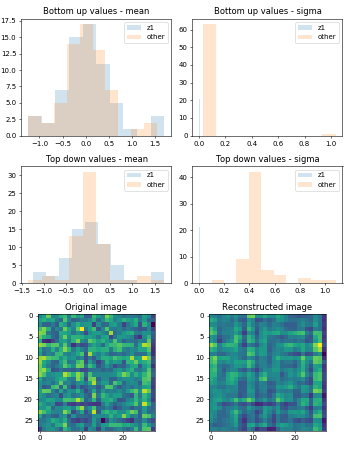 Bottom up values - mean
17.5
15.0
12.5
10.0
7.5
5.0
2.5
0.0
−1.0 −0.5 0.0 0.5 1.0 1.5
z1
other
Bottom up values - sigma
60
50
40
30
20
10
0
0.0 0.2 0.4 0.6 0.8 1.0
z1
other
Top down values - mean
30
25
20
15
10
5
0
−1.5 −1.0 −0.5 0.0 0.5 1.0 1.5
z1
other
Top down values - sigma
40
30
20
10
0
0.0 0.2 0.4 0.6 0.8 1.0
z1
other
Original image
0
5
10
15
20
25
0 10 20
Reconstructed image
0
5
10
15
20
25
0 10 20